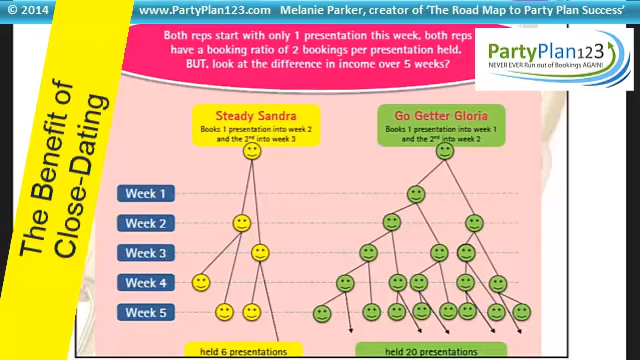 © 2014 www.PartyPlan123.com Melanie Parker, creator of 'The Road Map to Party Plan Success'
Both reps start with only 1 presentation this week, both reps
have a booking ratio of 2 bookings per presentation held.
BUT, look at the difference in income over 5 weeks?
PartyPlan123
NEVER EVER Run out of Bookings AGAIN!
The Benefit of
Close-Dating
Steady Sandra
Books 1 presentation into week 2
and the 2nd into week 3
Go Getter Gloria
Books 1 presentation into week 1
and the 2nd into week 2
Week 1
Week 2
Week 3
Week 4
Week 5
held 6 presentations
held 20 presentations